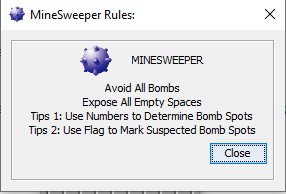 MineSweeper Rules:
MINESWEEPER
Avoid All Bombs
Expose All Empty Spaces
Tips 1: Use Numbers to Determine Bomb Spots
Tips 2: Use Flag to Mark Suspected Bomb Spots
Close